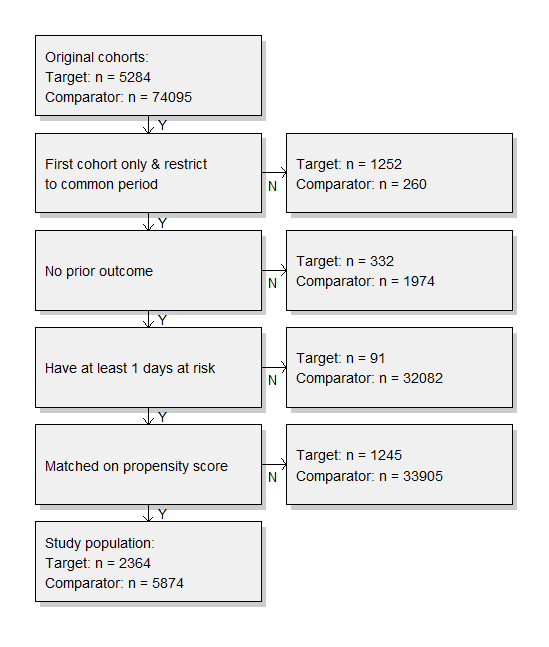 Original cohorts:
Target: n = 5284
Comparator: n = 74095
Y
First cohort only & restrict
to common period
N
Target: n = 1252
Comparator: n = 260
Y
No prior outcome
N
Target: n = 332
Comparator: n = 1974
Y
Have at least 1 days at risk
N
Target: n = 91
Comparator: n = 32082
Y
Matched on propensity score
N
Target: n = 1245
Comparator: n = 33905
Y
Study population:
Target: n = 2364
Comparator: n = 5874